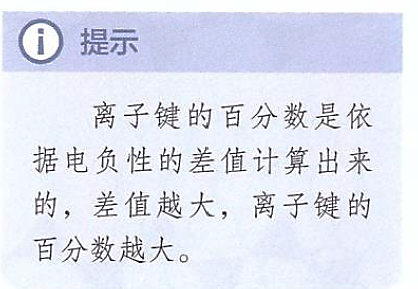 提示
离子键的百分数是依
据电负性的差值计算出来
的，差值越大，离子键的
百分数越大。